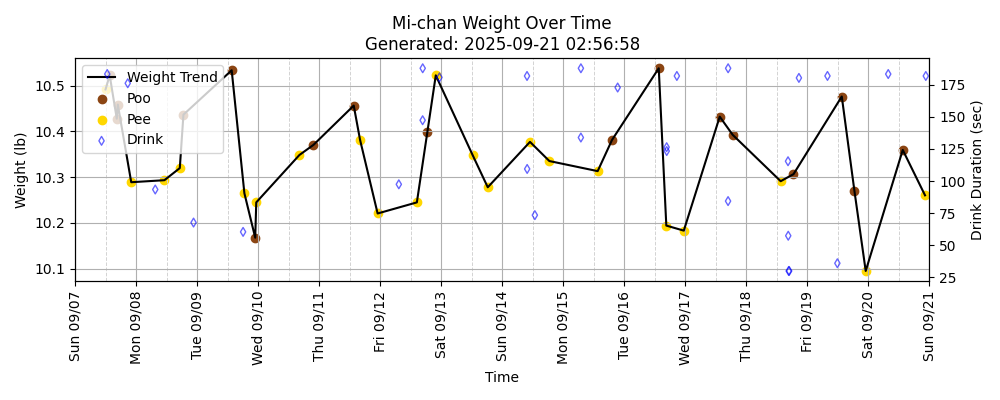 Mi-chan Weight Over Time
Generated: 2025-09-21 02:56:58
Weight Trend
Poo
Pee
Drink
Weight (lb)
10.5
10.4
10.3
10.2
10.1
175
150
125
100
75
50
25
Drink Duration (sec)
Sun 09/07
Mon 09/08
Tue 09/09
Wed 09/10
Thu 09/11
Fri 09/12
Sat 09/13
Sun 09/14
Mon 09/15
Tue 09/16
Wed 09/17
Thu 09/18
Fri 09/19
Sat 09/20
Sun 09/21
Time